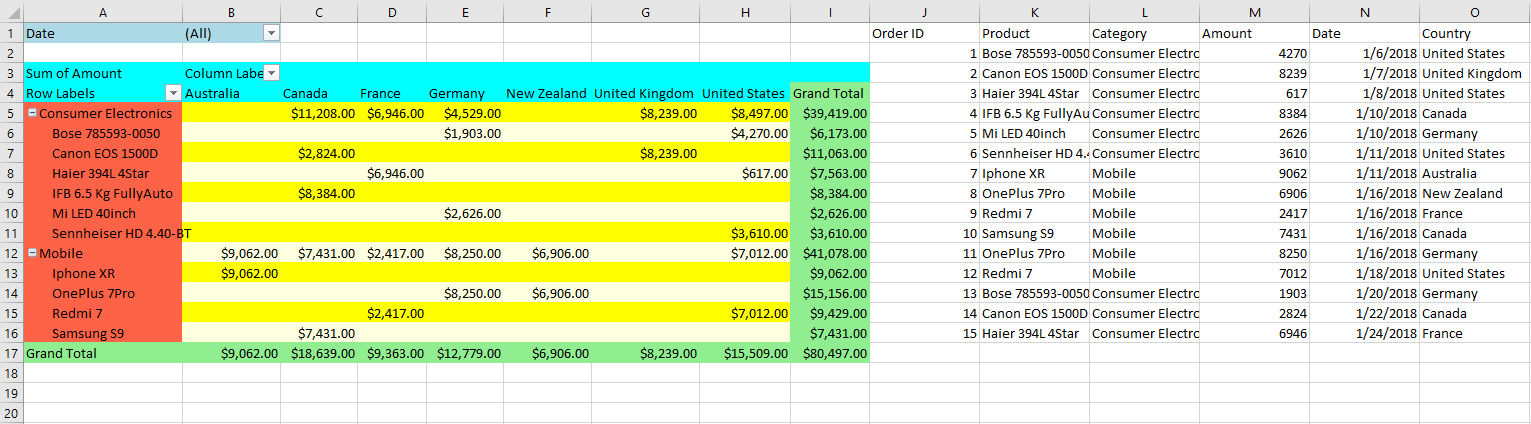 A B C D E F G H I J K L M N O
1 Date (All) Order ID Product Category Amount Date Country
2 1 Bose 785593-0050 Consumer Electro 4270 1/6/2018 United States
3 Sum of Amount Column Labe 2 Canon EOS 1500D Consumer Electro 8239 1/7/2018 United Kingdom
4 Row Labels Australia Canada France Germany New Zealand United Kingdom United States Grand Total 3 Haier 394L 4Star Consumer Electro 617 1/8/2018 United States
5 Consumer Electronics $11,208.00 $6,946.00 $4,529.00 $8,239.00 $8,497.00 $39,419.00 4 IFB 6.5 Kg FullyAu Consumer Electro 8384 1/10/2018 Canada
6 Bose 785593-0050 $1,903.00 $4,270.00 $6,173.00 5 Mi LED 40inch Consumer Electro 2626 1/10/2018 Germany
7 Canon EOS 1500D $2,824.00 $8,239.00 $11,063.00 6 Sennheiser HD 4.4 Consumer Electro 3610 1/11/2018 United States
8 Haier 394L 4Star $6,946.00 $617.00 $7,563.00 7 Iphone XR Mobile 9062 1/11/2018 Australia
9 IFB 6.5 Kg FullyAuto $8,384.00 $8,384.00 8 OnePlus 7Pro Mobile 6906 1/16/2018 New Zealand
10 Mi LED 40inch $2,626.00 $2,626.00 9 Redmi 7 Mobile 2417 1/16/2018 France
11 Sennheiser HD 4.40-BT $3,610.00 $3,610.00 10 Samsung S9 Mobile 7431 1/16/2018 Canada
12 Mobile $9,062.00 $7,431.00 $2,417.00 $8,250.00 $6,906.00 $7,012.00 $41,078.00 11 OnePlus 7Pro Mobile 8250 1/16/2018 Germany
13 Iphone XR $9,062.00 $9,062.00 12 Redmi 7 Mobile 7012 1/18/2018 United States
14 OnePlus 7Pro $8,250.00 $6,906.00 $15,156.00 13 Bose 785593-0050 Consumer Electro 1903 1/20/2018 Germany
15 Redmi 7 $2,417.00 $7,012.00 $9,429.00 14 Canon EOS 1500D Consumer Electro 2824 1/22/2018 Canada
16 Samsung S9 $7,431.00 $7,431.00 15 Haier 394L 4Star Consumer Electro 6946 1/24/2018 France
17 Grand Total $9,062.00 $18,639.00 $9,363.00 $12,779.00 $6,906.00 $8,239.00 $15,509.00 $80,497.00
18
19
20